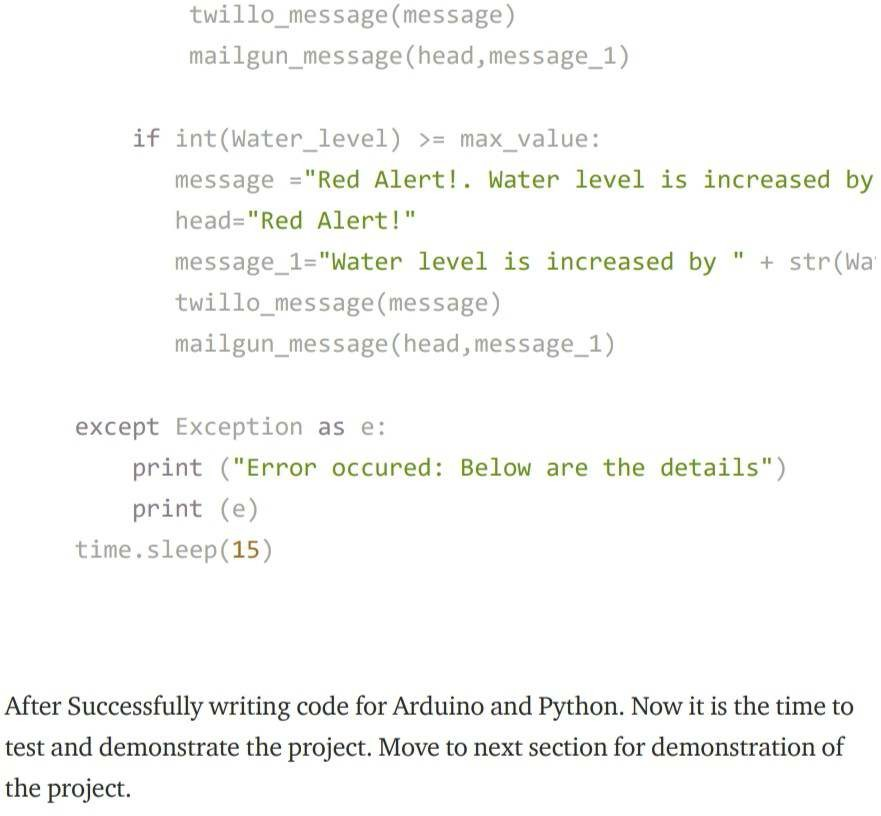 twillo_message(message)
mailgun_message(head,message_1)
if int(Water_level) >= max_value:
message ="Red Alert!. Water level is increased by
head="Red Alert!"
message_1="Water level is increased by " + str(Wa
twillo_message(message)
mailgun_message(head,message_1)
except Exception as e:
print ("Error occured: Below are the details")
print (e)
time.sleep(15)
After Successfully writing code for Arduino and Python. Now it is the time to
test and demonstrate the project. Move to next section for demonstration of
the project.